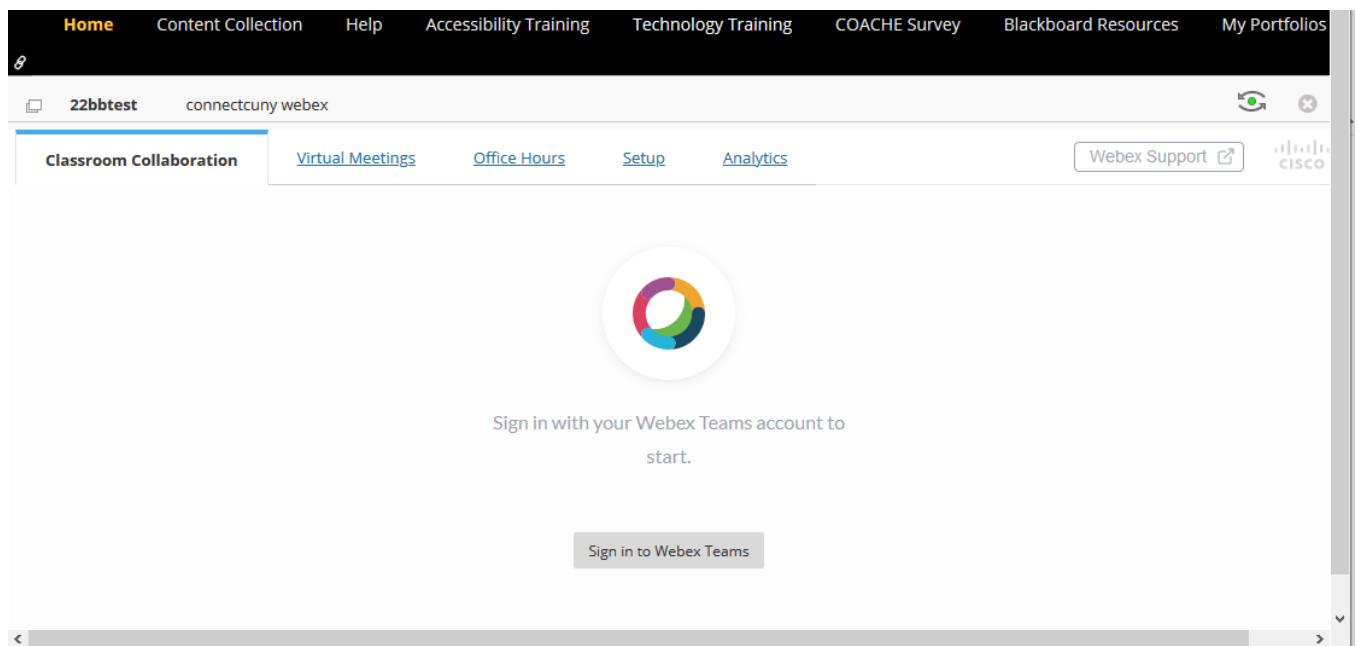 Home Content Collection Help Accessibility Training Technology Training COACHE Survey Blackboard Resources My Portfolios
22bbtest connectcuny webex
Classroom Collaboration Virtual Meetings Office Hours Setup Analytics Webex Support cisco
Sign in with your Webex Teams account to
start.
Sign in to Webex Teams